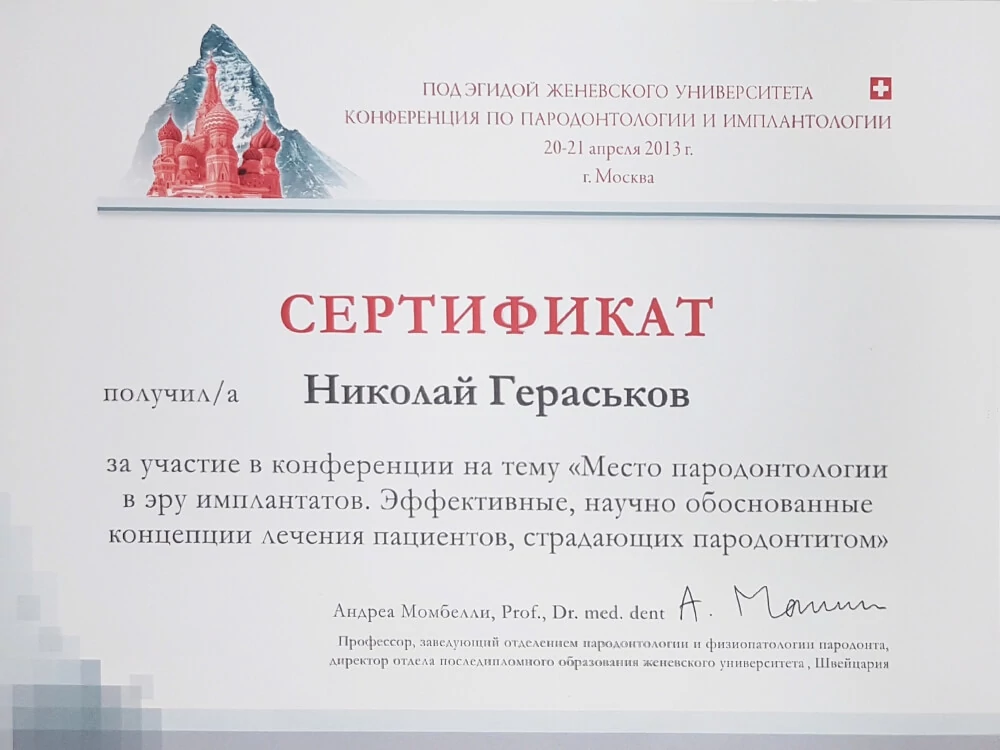 ПОД ЭГИДОЙ ЖЕНЕВСКОГО УНИВЕРСИТЕТА
КОНФЕРЕНЦИЯ ПО ПАРОДОНТОЛОГИИ И ИМПЛАНТОЛОГИИ
20-21 апреля 2013 г.
г. Москва
СЕРТИФИКАТ
получил/а Николай Гераськов
за участие в конференции на тему «Место пародонтологии
в эру имплантатов. Эффективные, научно обоснованные
концепции лечения пациентов, страдающих пародонтитом»
Андреа Момбелли, Prof., Dr. med. dent
Профессор, заведующий отделением пародонтологии и физиопатологии пародонта,
директор отдела последипломного образования женевского университета , Швейцария